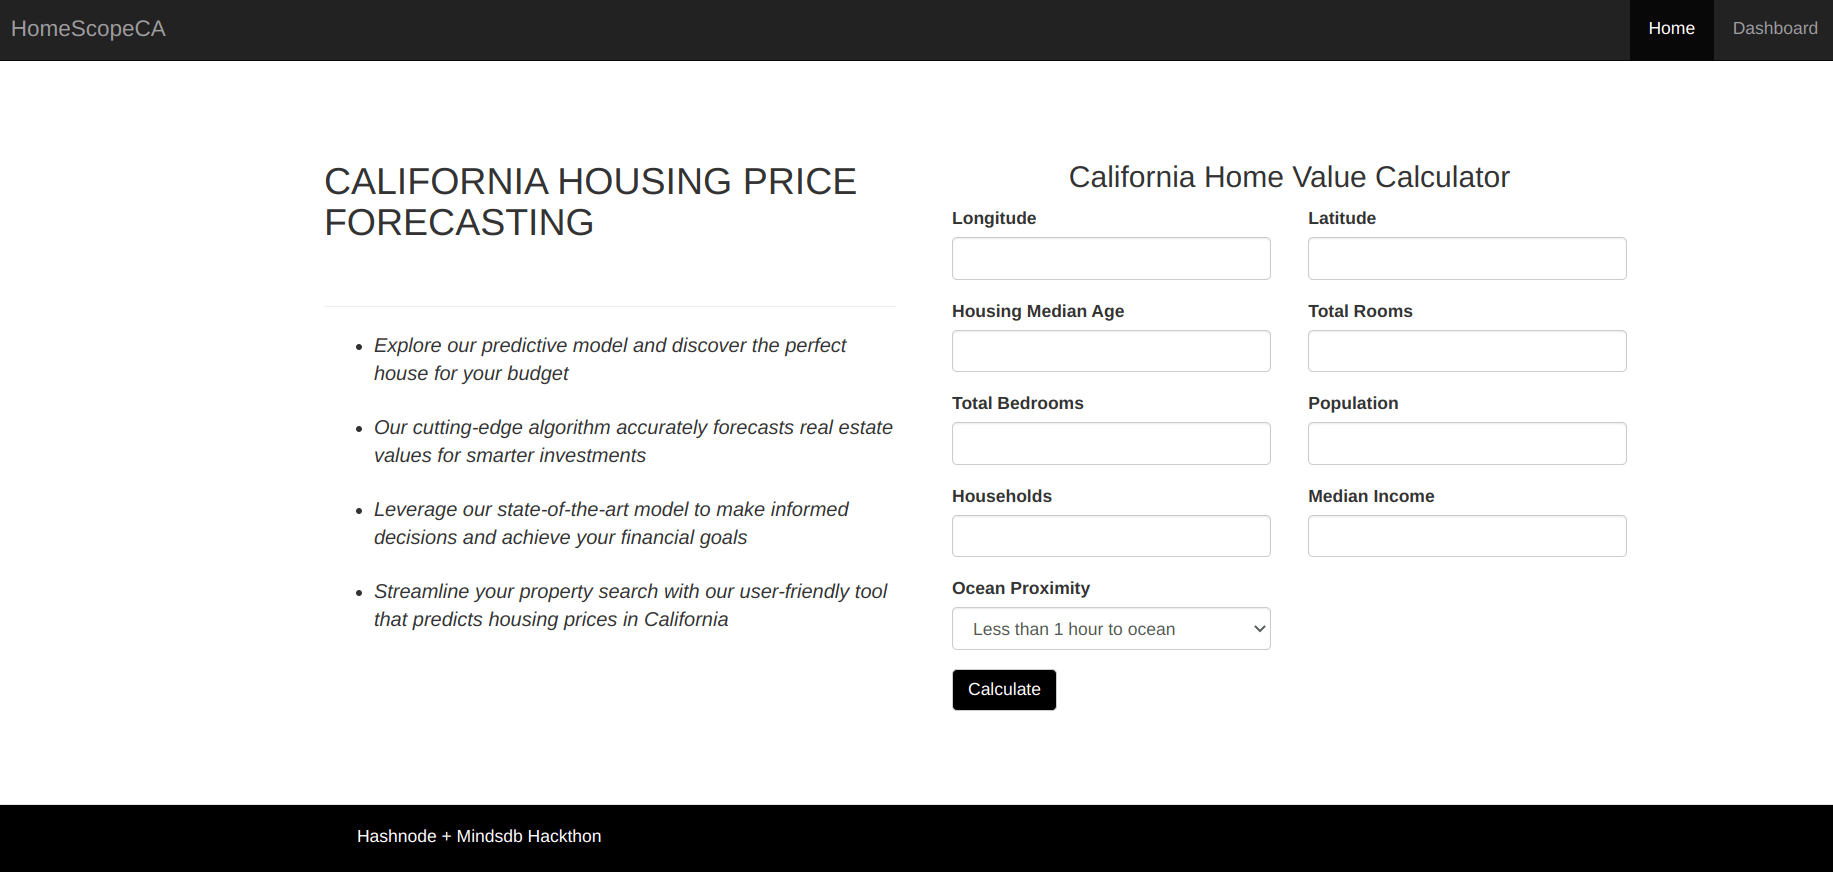 HomeScopeCA
Home
Dashboard
CALIFORNIA HOUSING PRICE
FORECASTING
Explore our predictive model and discover the perfect
house for your budget
Our cutting-edge algorithm accurately forecasts real estate
values for smarter investments
Leverage our state-of-the-art model to make informed
decisions and achieve your financial goals
Streamline your property search with our user-friendly tool
that predicts housing prices in California
California Home Value Calculator
Longitude
Latitude
Housing Median Age
Total Rooms
Total Bedrooms
Population
Households
Median Income
Ocean Proximity
Less than 1 hour to ocean
Calculate
Hashnode + Mindsdb Hackthon